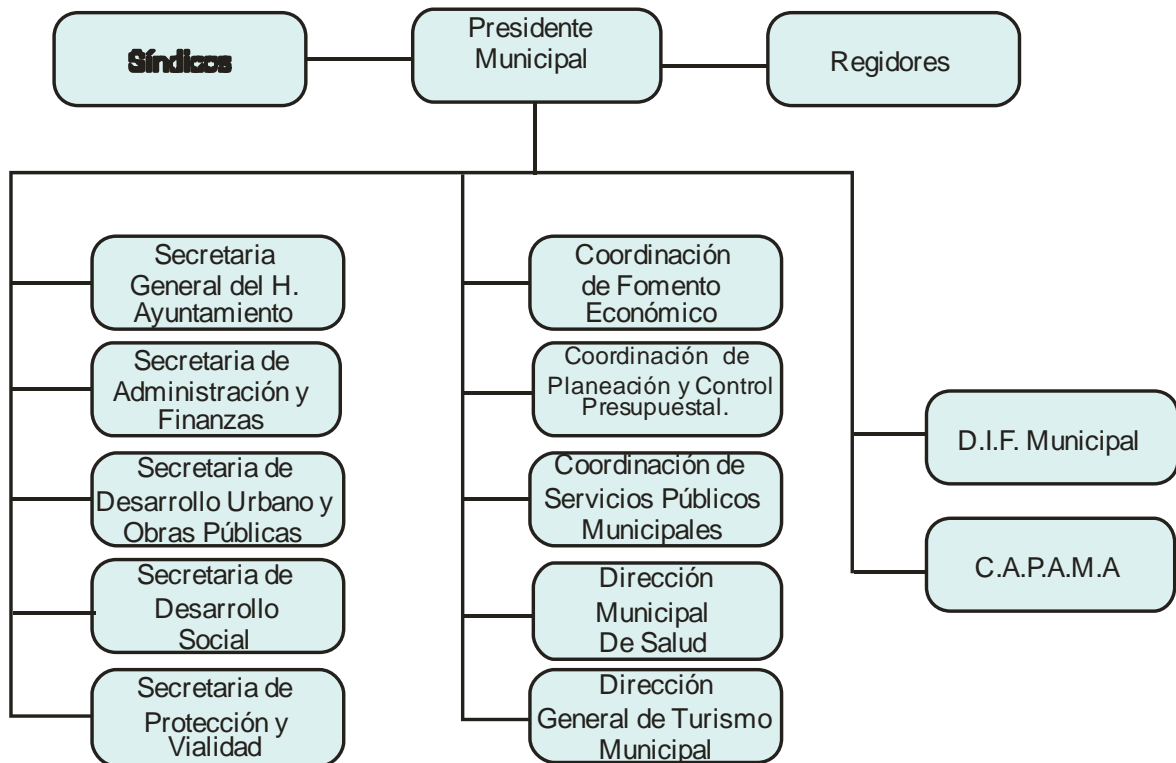 Síndicos
Presidente
Municipal
Regidores
Secretaria
General del H.
Ayuntamiento
Secretaria de
Administración y
Finanzas
Secretaria de
Desarrollo Urbano y
Obras Públicas
Secretaria de
Desarrollo
Social
Secretaria de
Protección y
Vialidad
Coordinación
de Fomento
Económico
Coordinación de
Planeación y Control
Presupuestal.
Coordinación de
Servicios Públicos
Municipales
Dirección
Municipal
De Salud
Dirección
General de Turismo
Municipal
D.I.F. Municipal
C.A.P.A.M.A